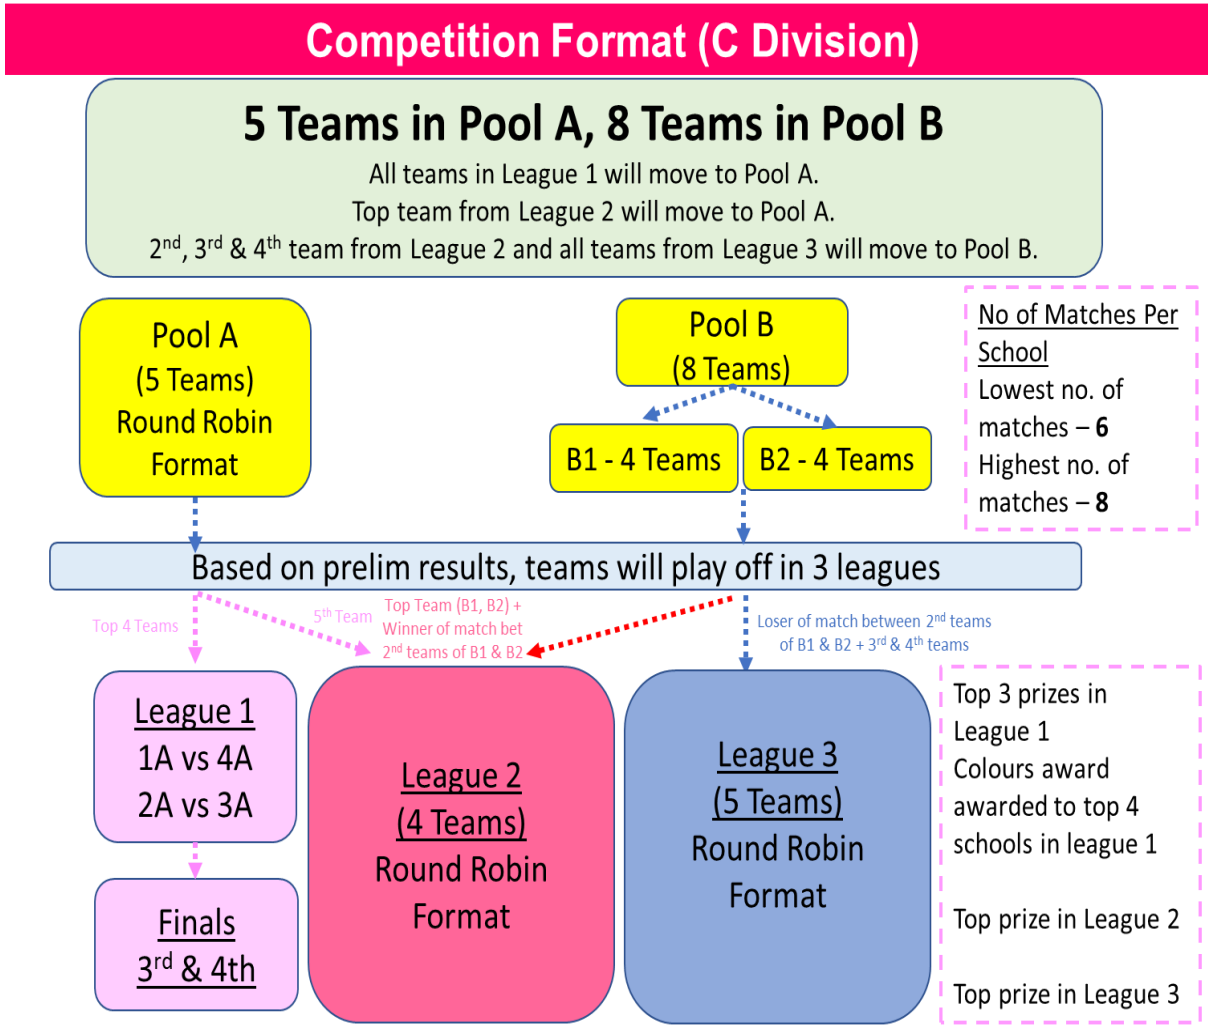 Competition Format (C Division)
5 Teams in Pool A, 8 Teams in Pool B
All teams in League 1 will move to Pool A.
Top team from League 2 will move to Pool A.
2nd, 3rd & 4th team from League 2 and all teams from League 3 will move to Pool B.
Pool A
(5 Teams)
Round Robin
Format
Pool B
(8 Teams)
B1 - 4 Teams
B2 - 4 Teams
No of Matches Per
School
Lowest no. of
matches – 6
Highest no. of
matches – 8
Based on prelim results, teams will play off in 3 leagues
Top 4 Teams
5th Team
Top Team (B1, B2) +
Winner of match bet
2nd teams of B1 & B2
Loser of match between 2nd teams
of B1 & B2 + 3rd & 4th teams
League 1
1A vs 4A
2A vs 3A
Finals
3rd & 4th
League 2
(4 Teams)
Round Robin
Format
League 3
(5 Teams)
Round Robin
Format
Top 3 prizes in
League 1
Colours award
awarded to top 4
schools in league 1
Top prize in League 2
Top prize in League 3